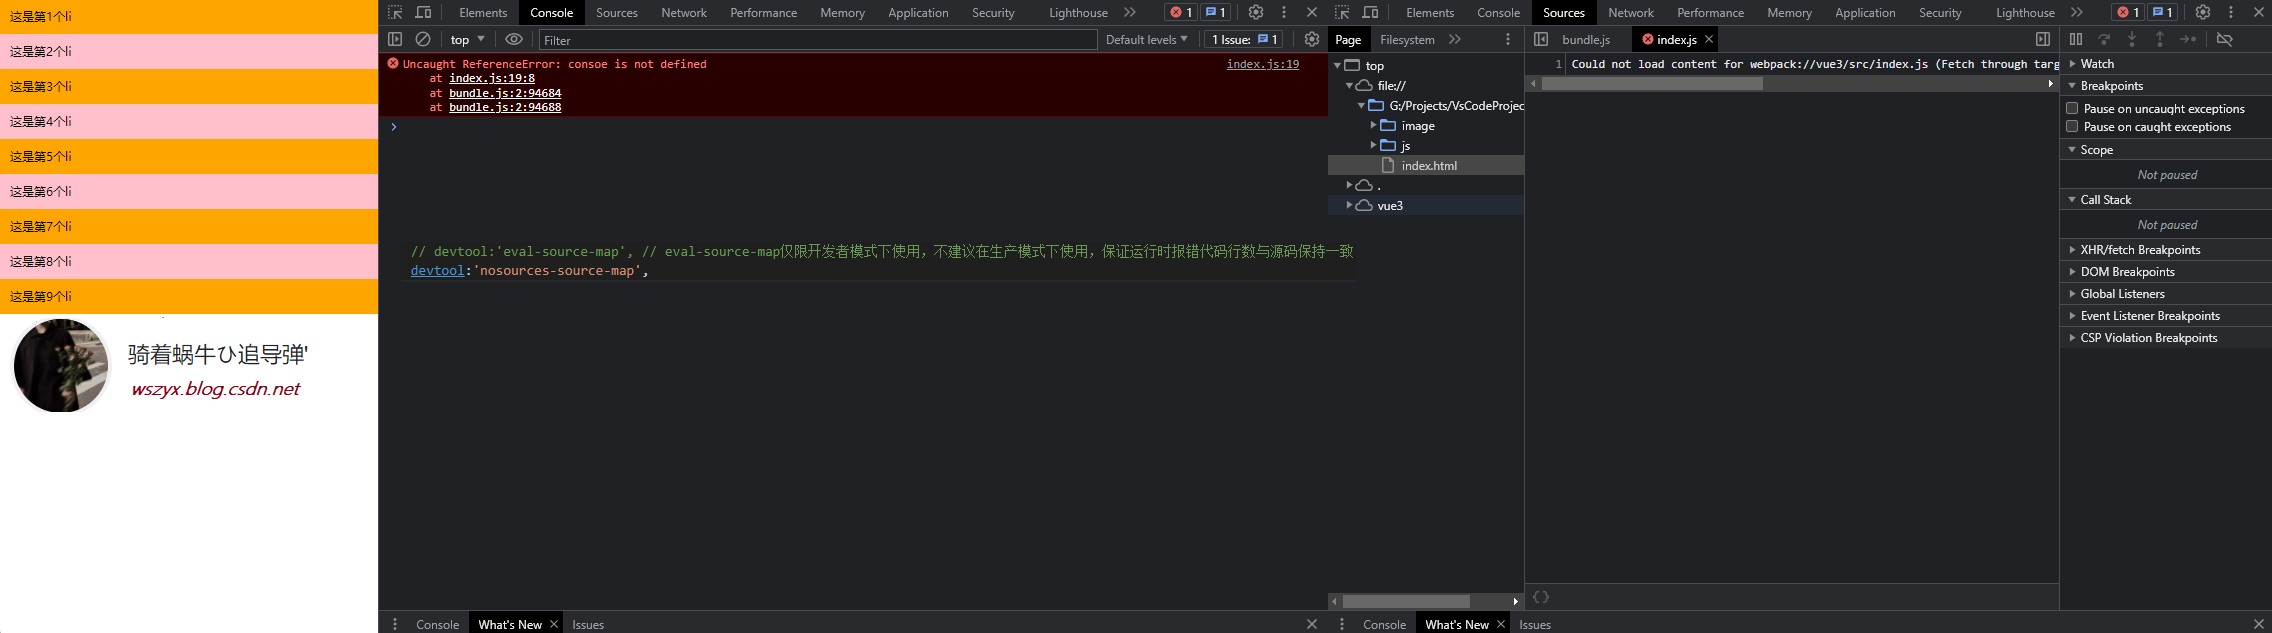 这是第1个li
这是第2个li
这是第3个li
这是第4个li
这是第5个li
这是第6个li
这是第7个li
这是第8个li
这是第9个li
骑着蜗牛ひ追导弹'
wszyx.blog.csdn.net
Elements Console Sources Network Performance Memory Application Security Lighthouse 1 1
top Filter Default levels 1 Issue: 1
Uncaught ReferenceError: consoe is not defined index.js:19
at index.js:19:8
at bundle.js:2:94684
at bundle.js:2:94688
// devtool:'eval-source-map', // eval-source-map仅限开发者模式下使用，不建议在生产模式下使用，保证运行时报错代码行数与源码保持一致
devtool:'nosources-source-map',
Console What's New Issues
Elements Console Sources Network Performance Memory Application Security Lighthouse 1 1
Page Filesystem
top
file://
G:/Projects/VsCodeProjec
image
js
index.html
.
vue3
bundle.js index.js
1 Could not load content for webpack://vue3/src/index.js (Fetch through targ
{}
Watch
Breakpoints
Pause on uncaught exceptions
Pause on caught exceptions
Scope
Not paused
Call Stack
Not paused
XHR/fetch Breakpoints
DOM Breakpoints
Global Listeners
Event Listener Breakpoints
CSP Violation Breakpoints
Console What's New Issues